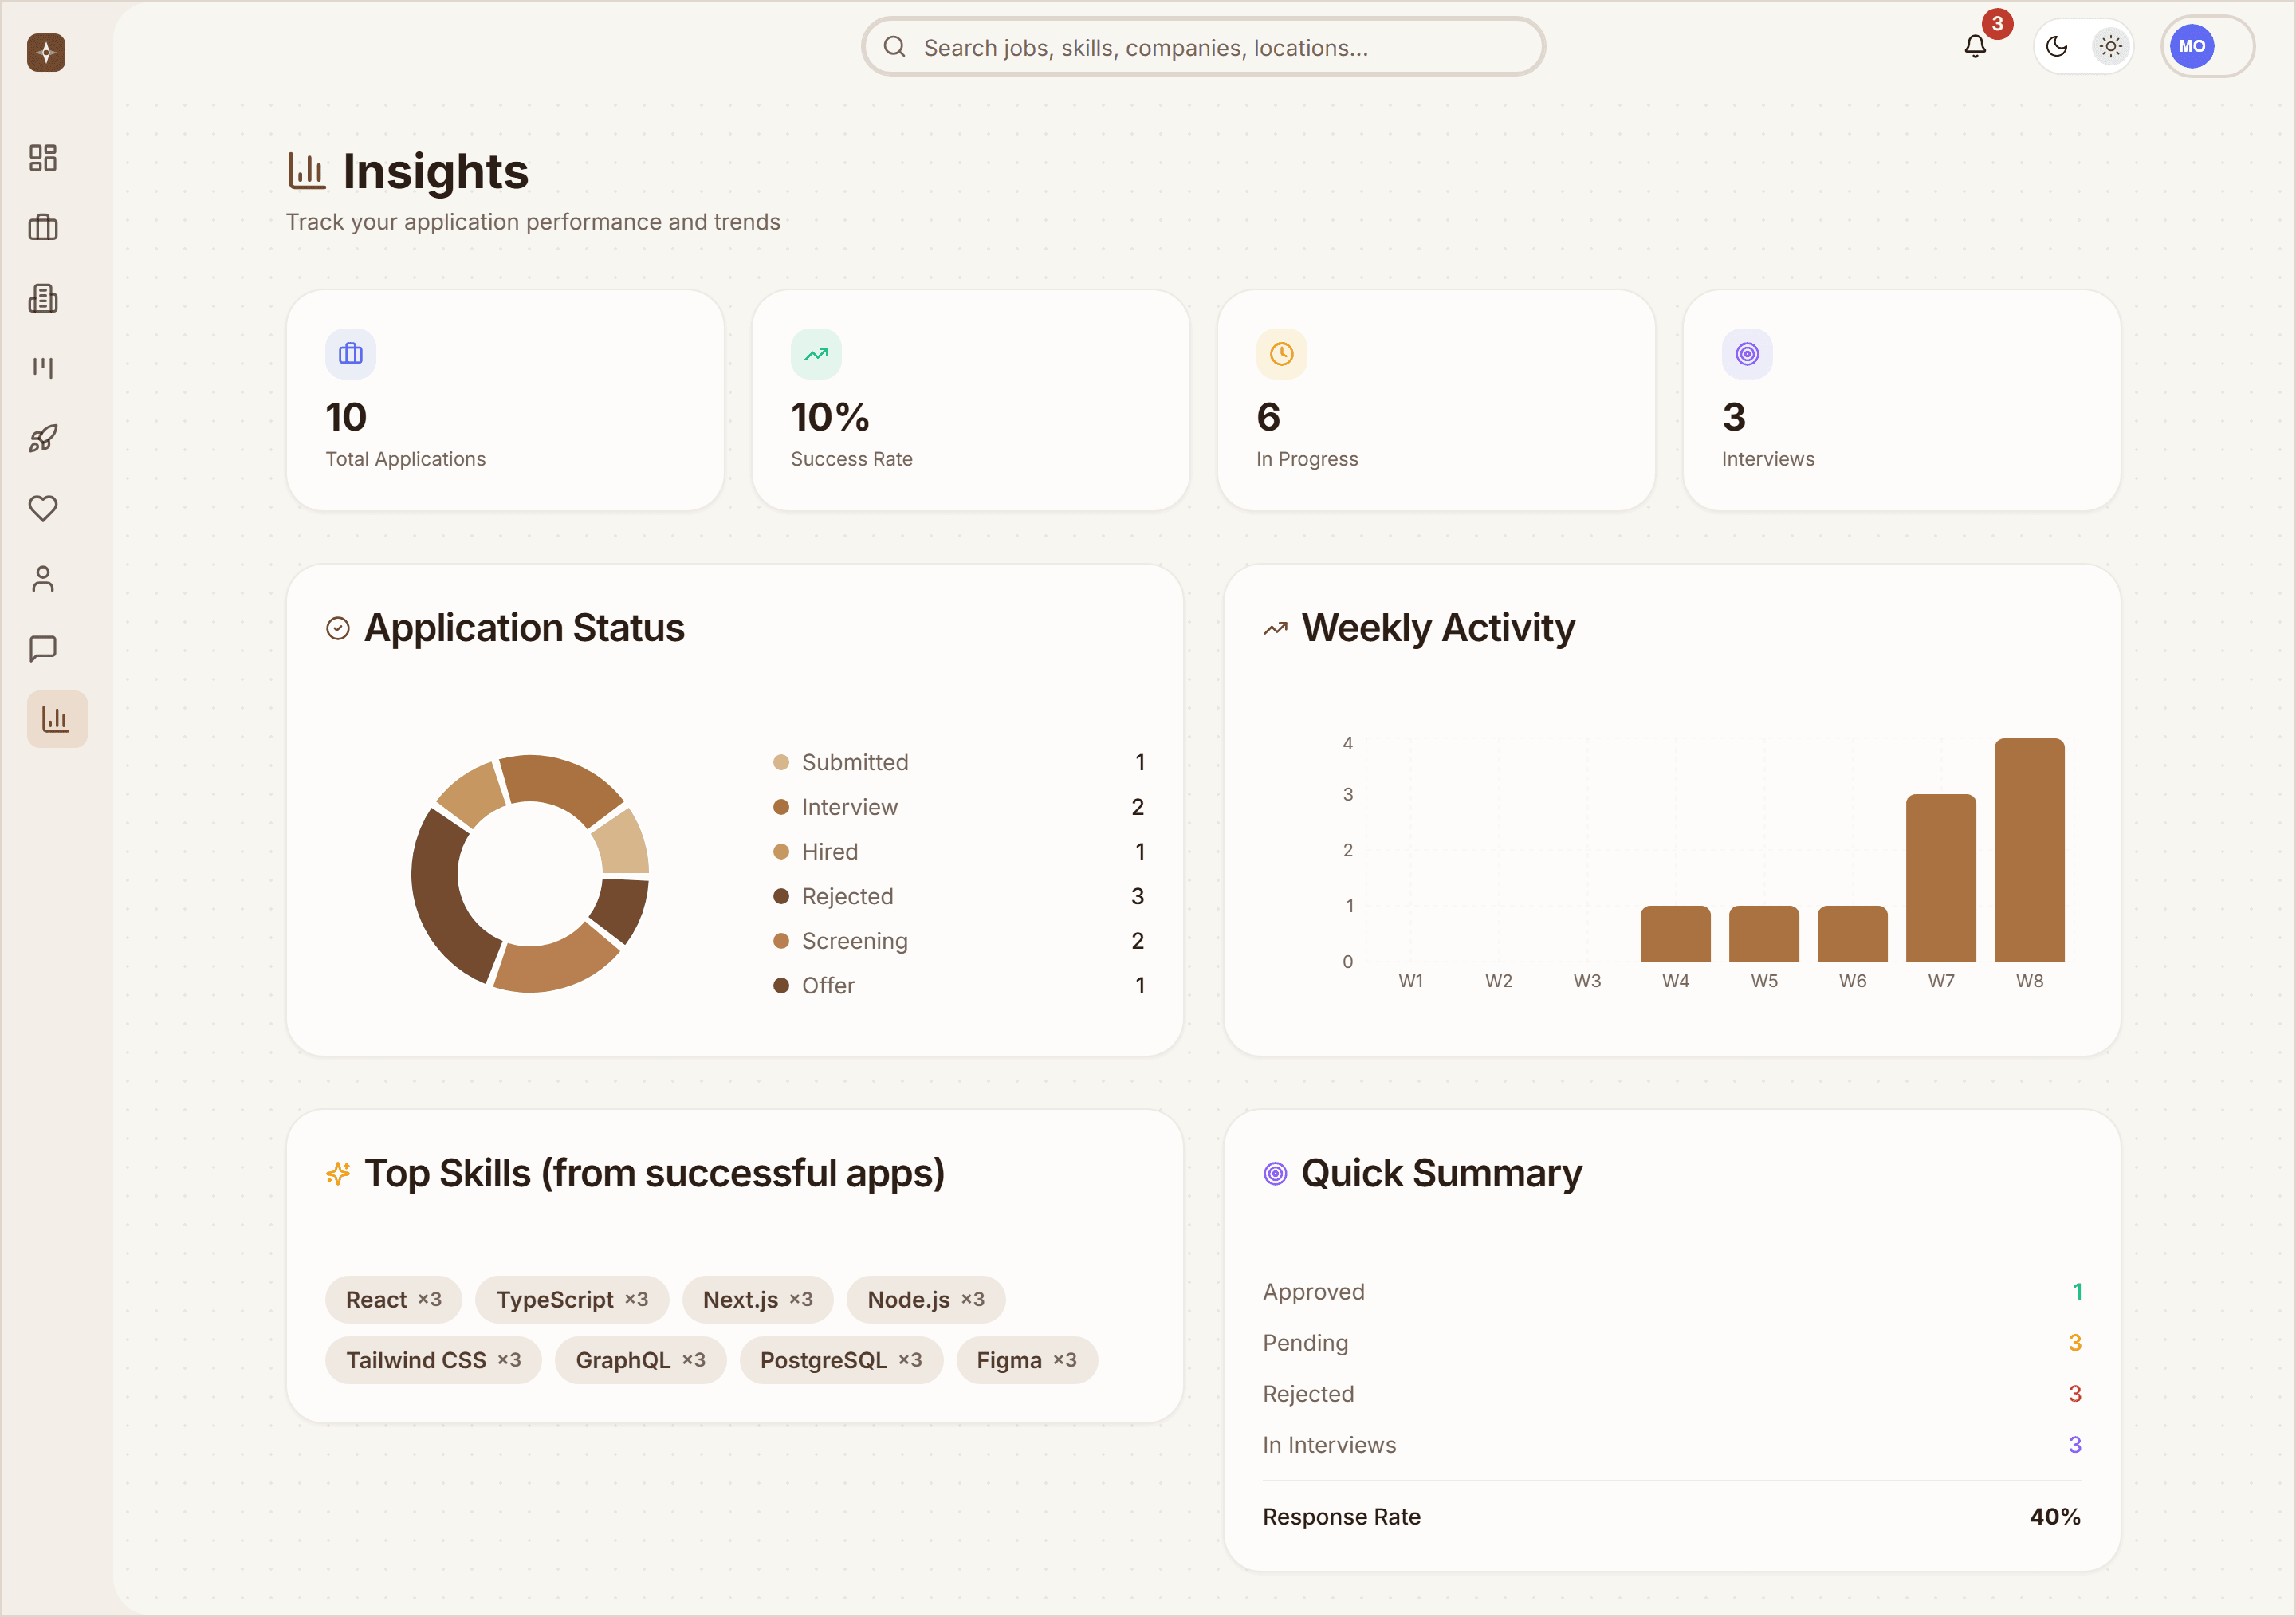 Search jobs, skills, companies, locations...
3
MO
Insights
Track your application performance and trends
10
Total Applications
10%
Success Rate
6
In Progress
3
Interviews
Application Status
Submitted 1
Interview 2
Hired 1
Rejected 3
Screening 2
Offer 1
Weekly Activity
4
3
2
1
0
W1 W2 W3 W4 W5 W6 W7 W8
Top Skills (from successful apps)
React ×3 TypeScript ×3 Next.js ×3 Node.js ×3
Tailwind CSS ×3 GraphQL ×3 PostgreSQL ×3 Figma ×3
Quick Summary
Approved 1
Pending 3
Rejected 3
In Interviews 3
Response Rate 40%